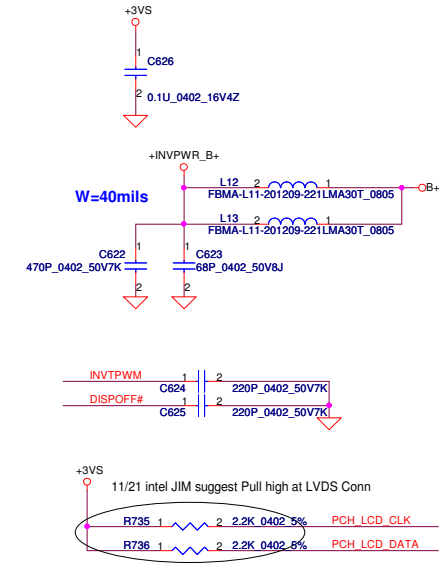 +3VS
1
C626
2 0.1U_0402_16V4Z
+INVPWR_B+
W=40mils
L12 2 1
FBMA-L11-201209-221LMA30T_0805
B+
L13 2 1
FBMA-L11-201209-221LMA30T_0805
1 1
C622 C623
470P_0402_50V7K 68P_0402_50V8J
2 2
INVTPWM 1 2
C624 220P_0402_50V7K
DISPOFF# 1 2
C625 220P_0402_50V7K
+3VS
11/21 intel JIM suggest Pull high at LVDS Conn
R735 1 2 2.2K_0402_5% PCH_LCD_CLK
R736 1 2 2.2K_0402_5% PCH_LCD_DATA